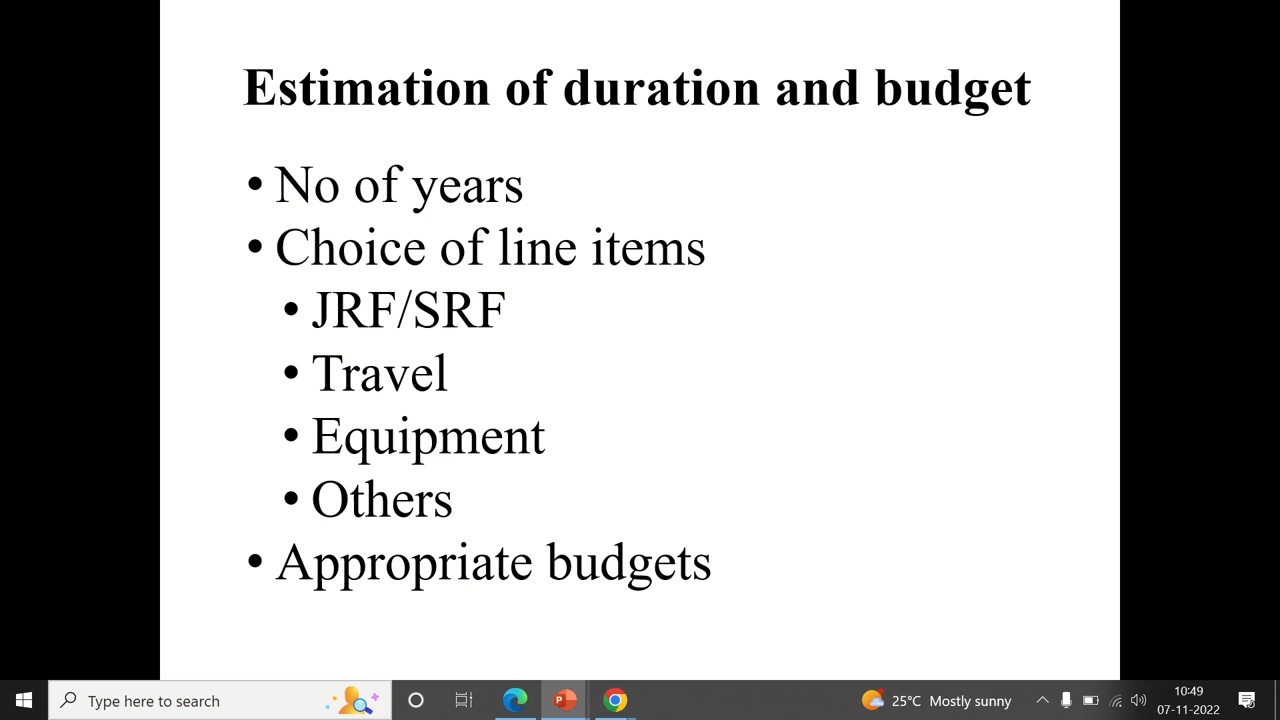 Estimation of duration and budget
• No of years
• Choice of line items
• JRF/SRF
• Travel
• Equipment
• Others
• Appropriate budgets
Type here to search
25°C Mostly sunny
10:49
07-11-2022